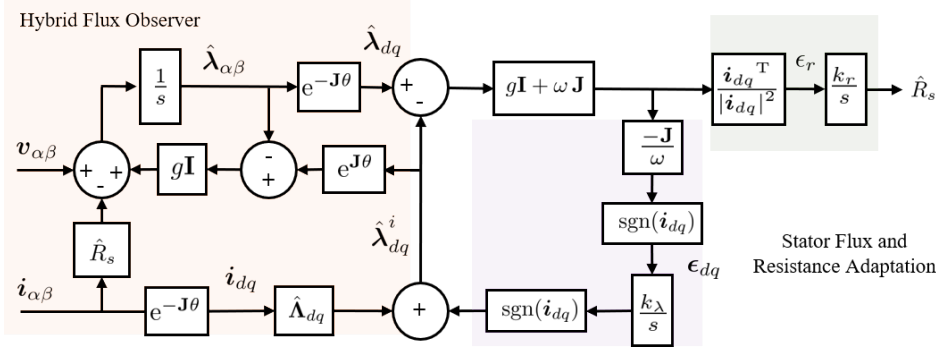 Hybrid Flux Observer
1/s
λ̂_αβ
e^{−Jθ}
λ̂_dq
+
-
gI + ω J
i_dq^T / |i_dq|^2
ϵ_r
k_r/s
R̂_s
−J/ω
v_αβ
+ +
-
gI
-
+
e^{Jθ}
sgn(i_dq)
R̂_s
λ̂^i_dq
ϵ_dq
Stator Flux and
Resistance Adaptation
i_αβ
e^{−Jθ}
i_dq
Λ̂_dq
+
sgn(i_dq)
k_λ/s